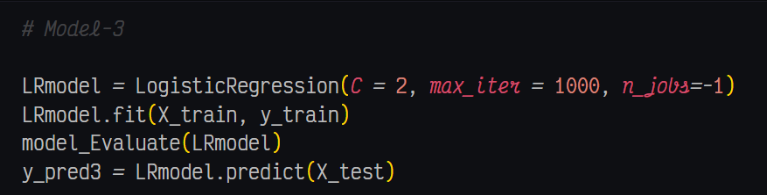 # Model-3
LRmodel = LogisticRegression(C = 2, max_iter = 1000, n_jobs=-1)
LRmodel.fit(X_train, y_train)
model_Evaluate(LRmodel)
y_pred3 = LRmodel.predict(X_test)